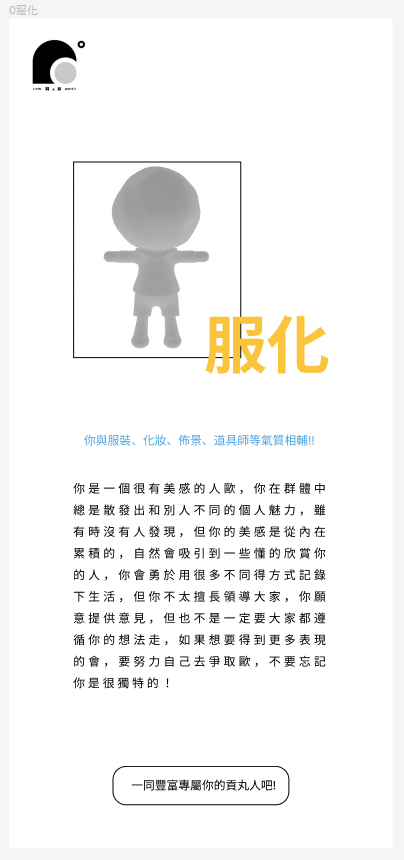 0服化
服化
你與服裝、化妝、佈景、道具師等氣質相輔!!
你是一個很有美感的人歐，你在群體中
總是散發出和別人不同的個人魅力，雖
有時沒有人發現，但你的美感是從內在
累積的，自然會吸引到一些懂的欣賞你
的人，你會勇於用很多不同得方式記錄
下生活，但你不太擅長領導大家，你願
意提供意見，但也不是一定要大家都遵
循你的想法走，如果想要得到更多表現
的會，要努力自己去爭取歐，不要忘記
你是很獨特的！
一同豐富專屬你的貢丸人吧!